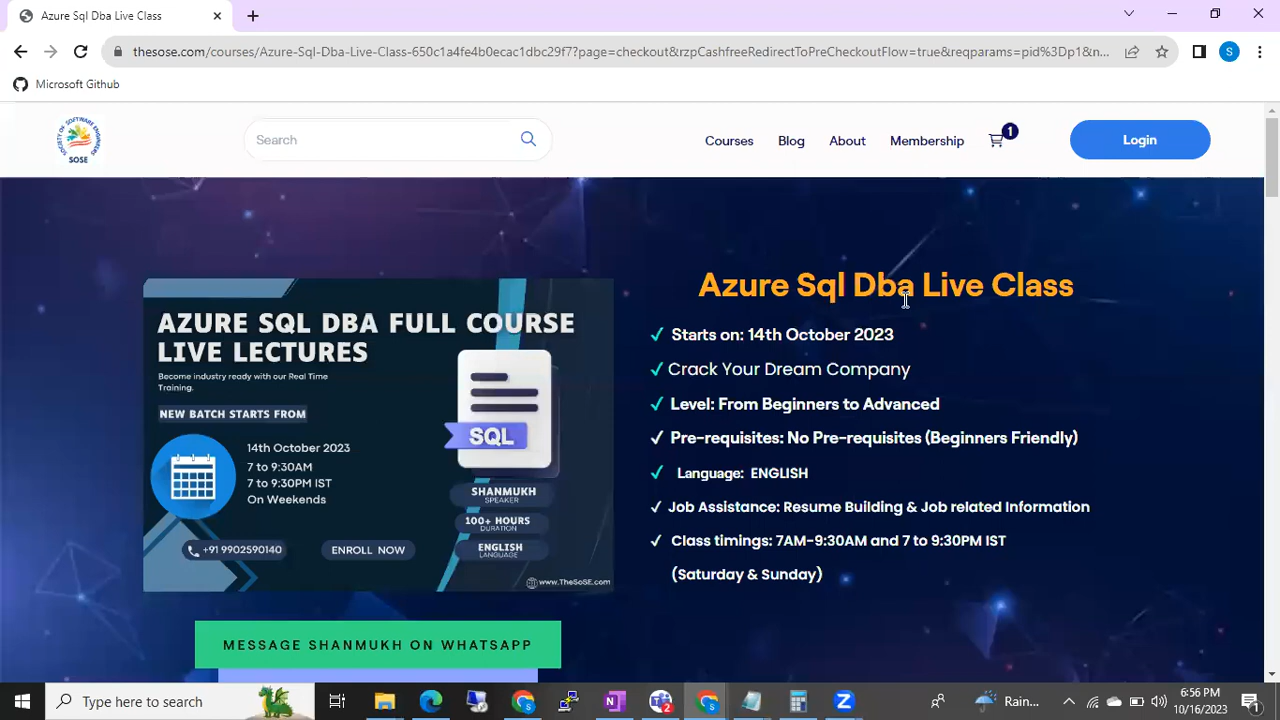 Azure Sql Dba Live Class
thesose.com/courses/Azure-Sql-Dba-Live-Class-650c1a4fe4b0ecac1dbc29f7?page=checkout&rzpCashfreeRedirectToPreCheckoutFlow=true&reqparams=pid%3Dp1&n...
S
Microsoft Github
SOCIETY OF SOFTWARE ENGINEERS
SOSE
Search
Courses
Blog
About
Membership
1
Login
AZURE SQL DBA FULL COURSE
LIVE LECTURES
Become industry ready with our Real Time
Training.
NEW BATCH STARTS FROM
14th October 2023
7 to 9:30AM
7 to 9:30PM IST
On Weekends
SQL
SHANMUKH
SPEAKER
100+ HOURS
DURATION
ENGLISH
LANGUAGE
+91 9902590140
ENROLL NOW
www.TheSoSE.com
MESSAGE SHANMUKH ON WHATSAPP
Azure Sql Dba Live Class
Starts on: 14th October 2023
Crack Your Dream Company
Level: From Beginners to Advanced
Pre-requisites: No Pre-requisites (Beginners Friendly)
Language: ENGLISH
Job Assistance: Resume Building & Job related Information
Class timings: 7AM-9:30AM and 7 to 9:30PM IST
(Saturday & Sunday)
Type here to search
2
Rain...
6:56 PM
10/16/2023
1